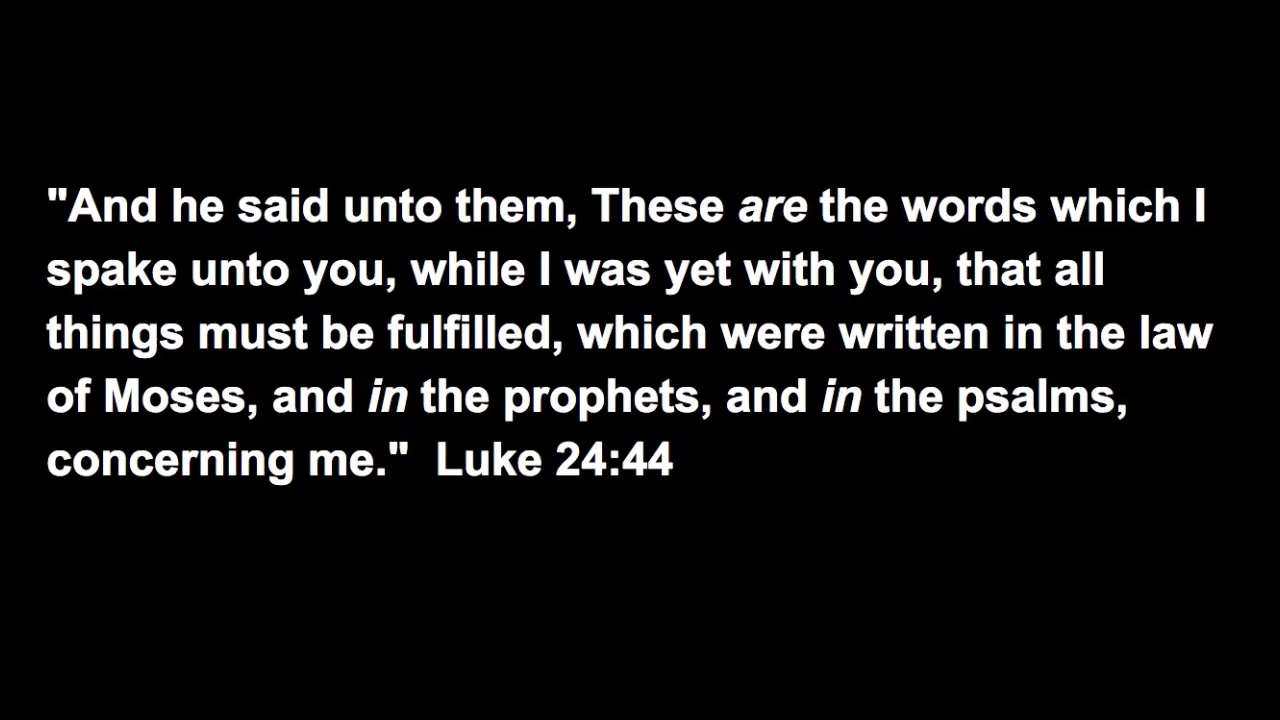 "And he said unto them, These are the words which I
spake unto you, while I was yet with you, that all
things must be fulfilled, which were written in the law
of Moses, and in the prophets, and in the psalms,
concerning me."  Luke 24:44